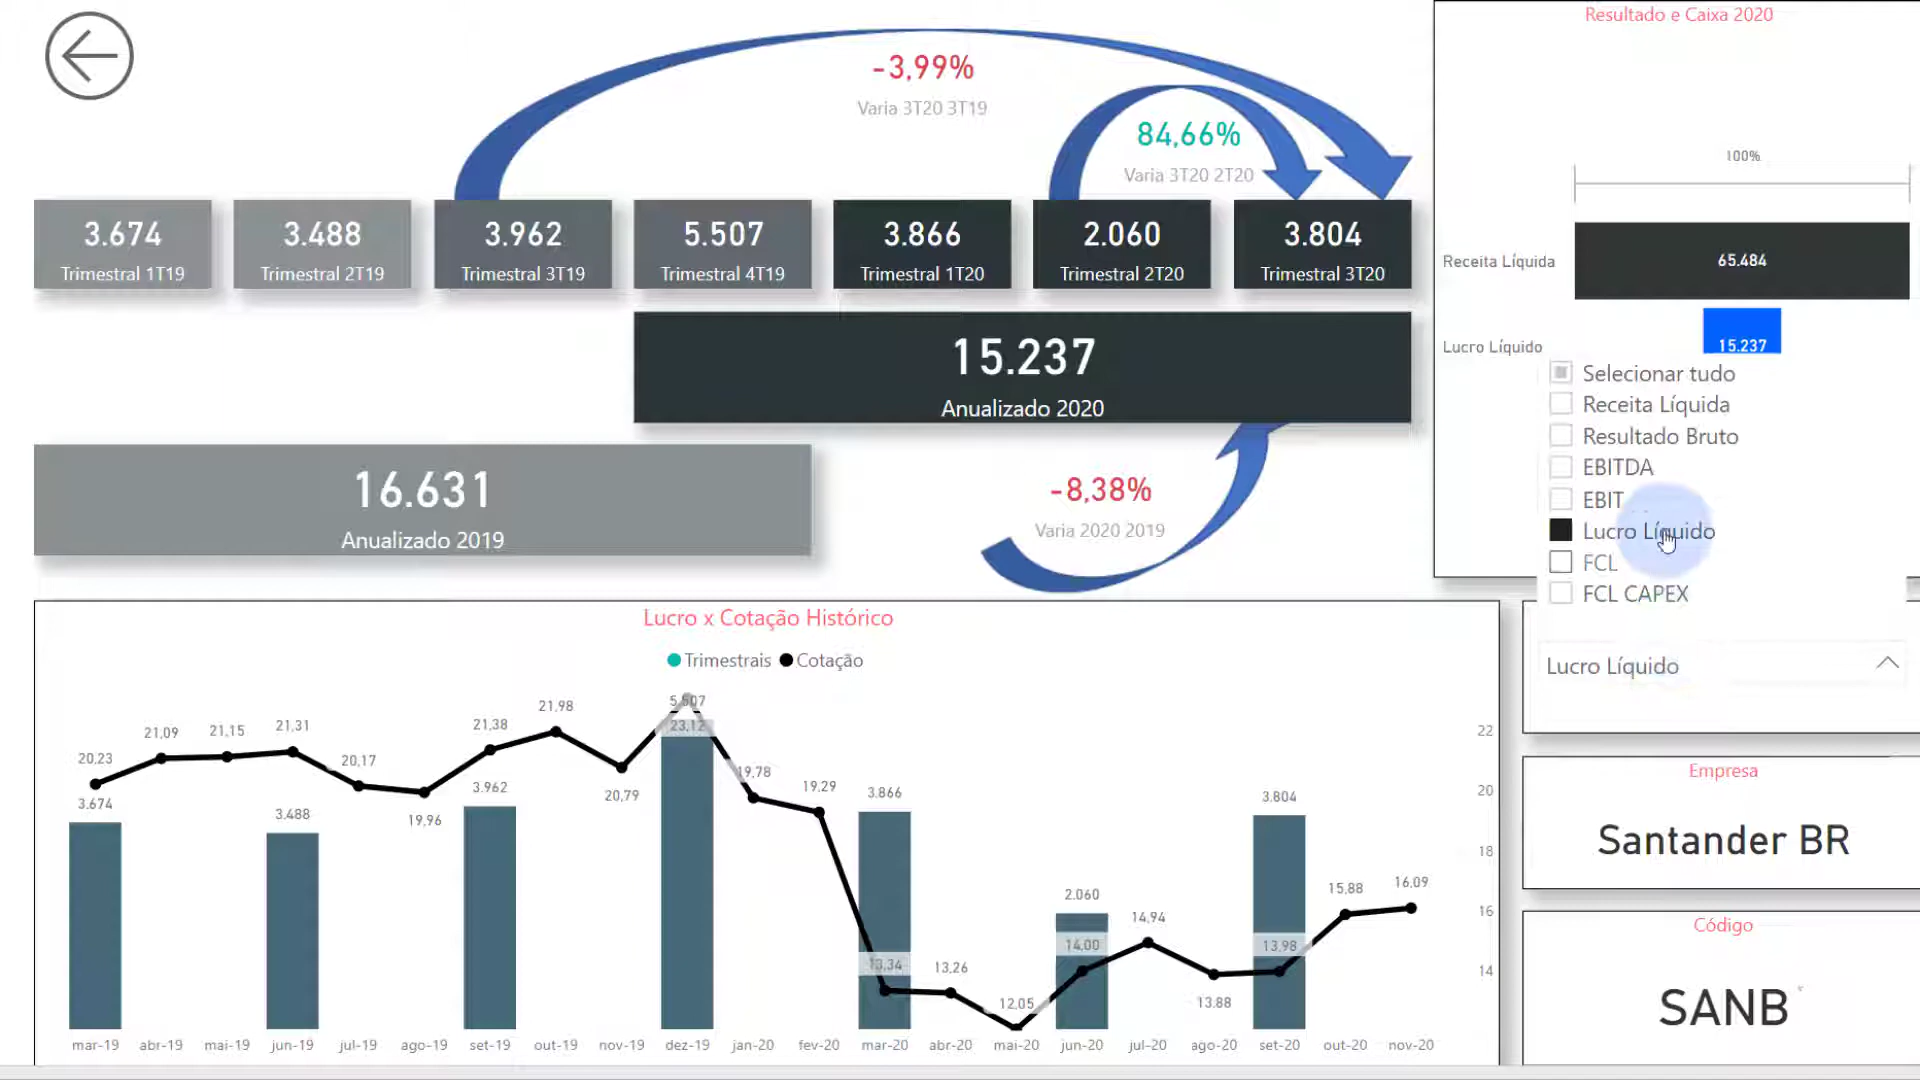 -3,99%
Varia 3T20 3T19
84,66%
Varia 3T20 2T20
3.674
Trimestral 1T19
3.488
Trimestral 2T19
3.962
Trimestral 3T19
5.507
Trimestral 4T19
3.866
Trimestral 1T20
2.060
Trimestral 2T20
3.804
Trimestral 3T20
15.237
Anualizado 2020
16.631
Anualizado 2019
-8,38%
Varia 2020 2019
Resultado e Caixa 2020
100%
Receita Líquida
65.484
Lucro Líquido
15.237
Selecionar tudo
Receita Líquida
Resultado Bruto
EBITDA
EBIT
Lucro Líquido
FCL
FCL CAPEX
Lucro Líquido
Lucro x Cotação Histórico
Trimestrais Cotação
20,23
21,09
21,15
21,31
20,17
19,96
21,38
21,98
20,79
5.507
23,12
19,78
19,29
13,34
13,26
12,05
14,00
14,94
13,88
13,98
15,88
16,09
3.674
3.488
3.962
3.866
2.060
3.804
22
20
18
16
14
mar-19 abr-19 mai-19 jun-19 jul-19 ago-19 set-19 out-19 nov-19 dez-19 jan-20 fev-20 mar-20 abr-20 mai-20 jun-20 jul-20 ago-20 set-20 out-20 nov-20
Empresa
Santander BR
Código
SANB